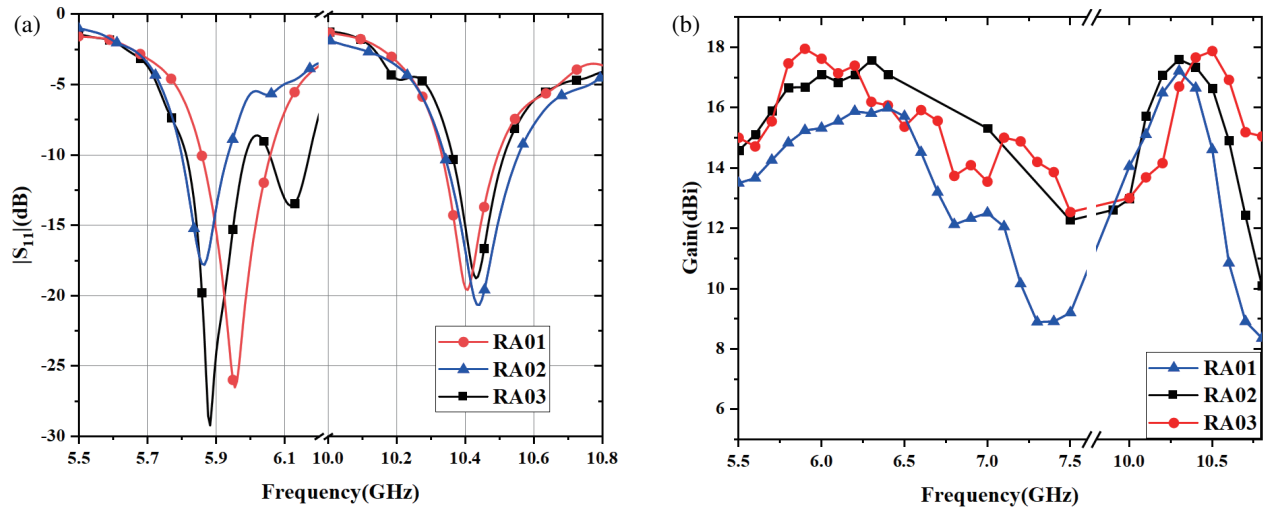 (a)
|S11|(dB)
0
-5
-10
-15
-20
-25
-30
5.5 5.7 5.9 6.1 10.0 10.2 10.4 10.6 10.8
Frequency(GHz)
RA01
RA02
RA03
(b)
Gain(dBi)
18
16
14
12
10
8
6
5.5 6.0 6.5 7.0 7.5 10.0 10.5
Frequency(GHz)
RA01
RA02
RA03